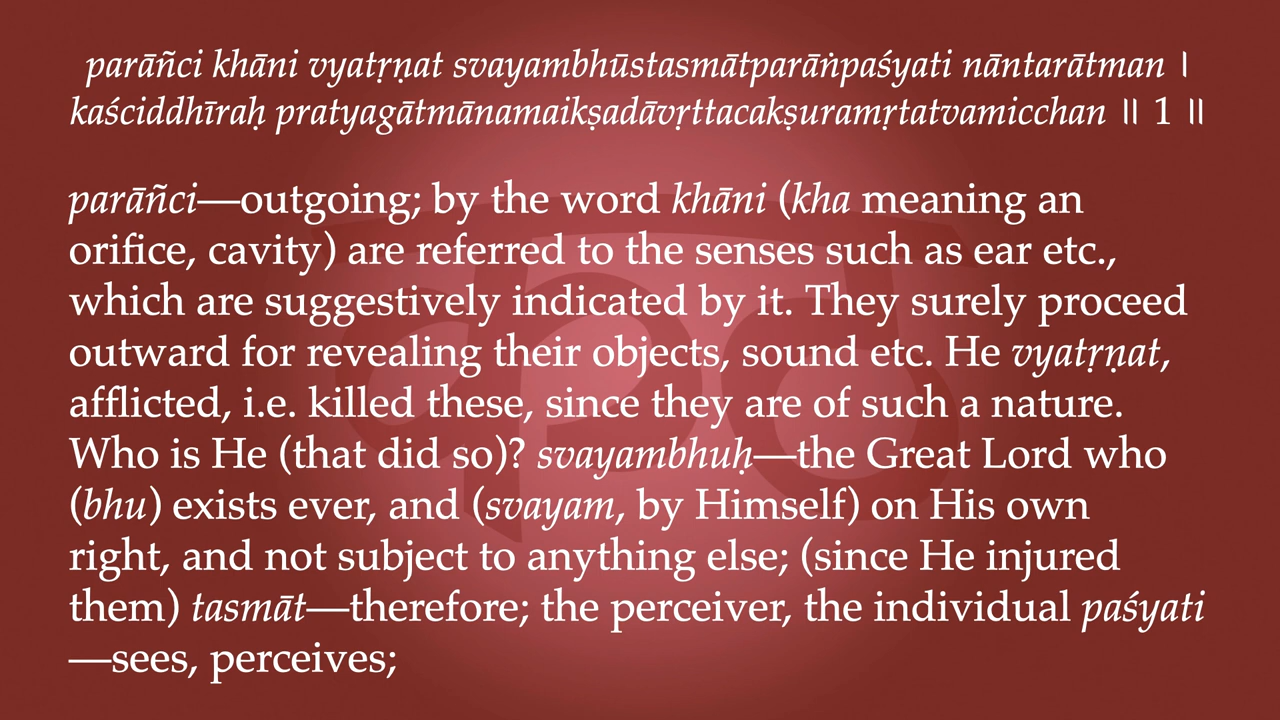 parāñci khāni vyatṛṇat svayambhūstasmātparāṅpaśyati nāntarātman ।
kaściddhīraḥ pratyagātmānamaikṣadāvṛttacakṣuramṛtatvamicchan ॥ 1 ॥
parāñci—outgoing; by the word khāni (kha meaning an
orifice, cavity) are referred to the senses such as ear etc.,
which are suggestively indicated by it. They surely proceed
outward for revealing their objects, sound etc. He vyatṛṇat,
afflicted, i.e. killed these, since they are of such a nature.
Who is He (that did so)? svayambhuḥ—the Great Lord who
(bhu) exists ever, and (svayam, by Himself) on His own
right, and not subject to anything else; (since He injured
them) tasmāt—therefore; the perceiver, the individual paśyati
—sees, perceives;